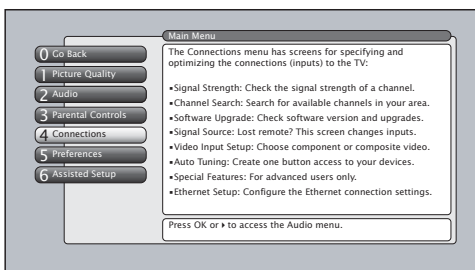 Main Menu
0 Go Back
1 Picture Quality
2 Audio
3 Parental Controls
4 Connections
5 Preferences
6 Assisted Setup
The Connections menu has screens for specifying and
optimizing the connections (inputs) to the TV:
▪Signal Strength: Check the signal strength of a channel.
▪Channel Search: Search for available channels in your area.
▪Software Upgrade: Check software version and upgrades.
▪Signal Source: Lost remote? This screen changes inputs.
▪Video Input Setup: Choose component or composite video.
▪Auto Tuning: Create one button access to your devices.
▪Special Features: For advanced users only.
▪Ethernet Setup: Configure the Ethernet connection settings.
Press OK or ▸ to access the Audio menu.